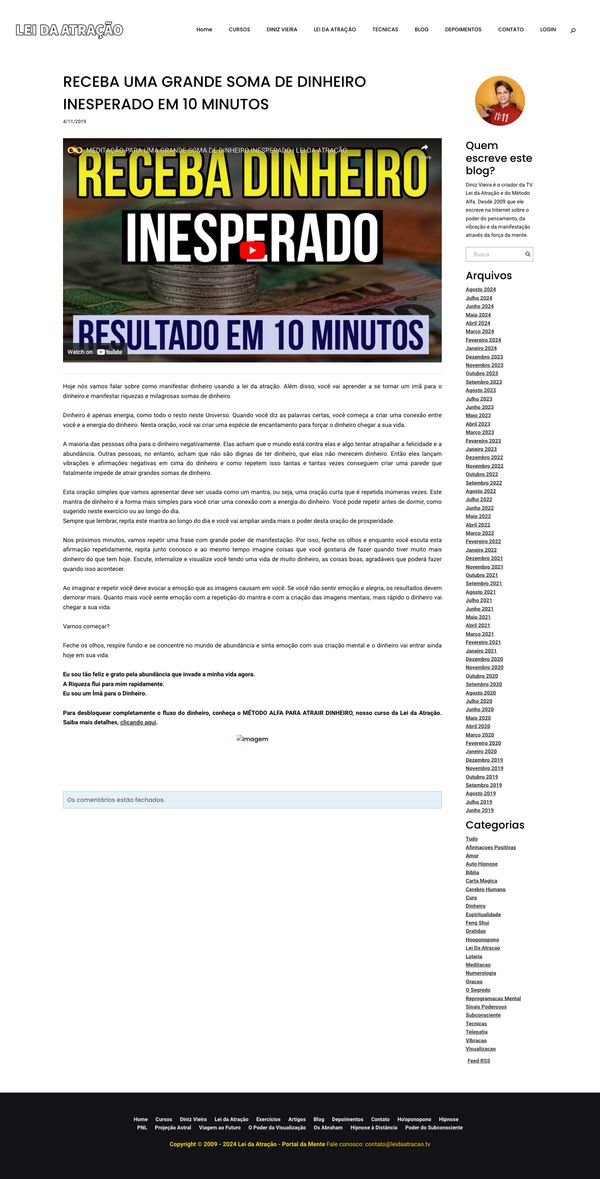 LEI DA ATRAÇÃO
Home CURSOS DINIZ VIEIRA LEI DA ATRAÇÃO TECNICAS BLOG DEPOIMENTOS CONTATO LOGIN
RECEBA UMA GRANDE SOMA DE DINHEIRO
INESPERADO EM 10 MINUTOS
4/11/2019
MEDITAÇÃO PARA UMA GRANDE SOMA DE DINHEIRO INESPERADO | LEI DA ATRAÇÃO
RECEBA DINHEIRO
INESPERADO
RESULTADO EM 10 MINUTOS
Watch on YouTube
Hoje nós vamos falar sobre como manifestar dinheiro usando a lei da atração. Além disso, você vai aprender a se tornar um imã para o
dinheiro e manifestar riquezas e milagrosas somas de dinheiro.
Dinheiro é apenas energia, como todo o resto neste Universo. Quando você diz as palavras certas, você começa a criar uma conexão entre
você e a energia do dinheiro. Nesta oração, você vai criar uma espécie de encantamento para forçar o dinheiro chegar a sua vida.
A maioria das pessoas olha para o dinheiro negativamente. Elas acham que o mundo está contra elas e algo tentar atrapalhar a felicidade e a
abundância. Outras pessoas, no entanto, acham que não são dignas de ter dinheiro, que elas não merecem dinheiro. Então eles lançam
vibrações e afirmações negativas em cima do dinheiro e como repetem isso tantas e tantas vezes conseguem criar uma parede que
fatalmente impede de atrair grandes somas de dinheiro.
Esta oração simples que vamos apresentar deve ser usada como um mantra, ou seja, uma oração curta que é repetida inúmeras vezes. Este
mantra de dinheiro é a forma mais simples para você criar uma conexão com a energia do dinheiro. Você pode repetir antes de dormir, como
sugerido neste exercício ou ao longo do dia.
Sempre que lembrar, repita este mantra ao longo do dia e você vai ampliar ainda mais o poder desta oração de prosperidade.
Nos próximos minutos, vamos repetir uma frase com grande poder de manifestação. Por isso, feche os olhos e enquanto você escuta esta
afirmação repetidamente, repita junto conosco e ao mesmo tempo imagine coisas que você gostaria de fazer quando tiver muito mais
dinheiro do que tem hoje. Escute, internalize e visualize você tendo uma vida de muito dinheiro, as coisas boas, agradáveis que poderá fazer
quando isso acontecer.
Ao imaginar e repetir você deve evocar a emoção que as imagens causam em você. Se você não sentir emoção e alegria, os resultados devem
demorar mais. Quanto mais você sente emoção com a repetição do mantra e com a criação das imagens mentais, mais rápido o dinheiro vai
chegar a sua vida.
Vamos começar?
Feche os olhos, respire fundo e se concentre no mundo de abundância e sinta emoção com sua criação mental e o dinheiro vai entrar ainda
hoje em sua vida.
Eu sou tão feliz e grato pela abundância que invade a minha vida agora.
A Riqueza flui para mim rapidamente.
Eu sou um Ímã para o Dinheiro.
Para desbloquear completamente o fluxo do dinheiro, conheça o MÉTODO ALFA PARA ATRAIR DINHEIRO, nosso curso da Lei da Atração.
Saiba mais detalhes, clicando aqui.
Imagem
Os comentários estão fechados.
11:11
Quem
escreve este
blog?
Diniz Vieira é o criador da TV
Lei da Atração e do Método
Alfa. Desde 2009 que ele
escreve na Internet sobre o
poder do pensamento, da
vibração e da manifestação
através da força da mente.
Busca
Arquivos
Agosto 2024
Julho 2024
Junho 2024
Maio 2024
Abril 2024
Março 2024
Fevereiro 2024
Janeiro 2024
Dezembro 2023
Novembro 2023
Outubro 2023
Setembro 2023
Agosto 2023
Julho 2023
Junho 2023
Maio 2023
Abril 2023
Março 2023
Fevereiro 2023
Janeiro 2023
Dezembro 2022
Novembro 2022
Outubro 2022
Setembro 2022
Agosto 2022
Julho 2022
Junho 2022
Maio 2022
Abril 2022
Março 2022
Fevereiro 2022
Janeiro 2022
Dezembro 2021
Novembro 2021
Outubro 2021
Setembro 2021
Agosto 2021
Julho 2021
Junho 2021
Maio 2021
Abril 2021
Março 2021
Fevereiro 2021
Janeiro 2021
Dezembro 2020
Novembro 2020
Outubro 2020
Setembro 2020
Agosto 2020
Julho 2020
Junho 2020
Maio 2020
Abril 2020
Março 2020
Fevereiro 2020
Janeiro 2020
Dezembro 2019
Novembro 2019
Outubro 2019
Setembro 2019
Agosto 2019
Julho 2019
Junho 2019
Categorias
Tudo
Afirmacoes Positivas
Amor
Auto Hipnose
Bíblia
Carta Magica
Cerebro Humano
Cura
Dinheiro
Espiritualidade
Feng Shui
Gratidao
Hooponopono
Lei Da Atracao
Loteria
Meditacao
Numerologia
Oracao
O Segredo
Reprogramacao Mental
Sinais Poderosos
Subconsciente
Tecnicas
Telepatia
Vibracao
Visualizacao
Feed RSS
Home Cursos Diniz Vieira Lei da Atração Exercícios Artigos Blog Depoimentos Contato Ho'oponopono Hipnose
PNL Projeção Astral Viagem ao Futuro O Poder da Visualização Os Abraham Hipnose à Distância Poder do Subconsciente
Copyright © 2009 - 2024 Lei da Atração - Portal da Mente Fale conosco: contato@leidaatracao.tv